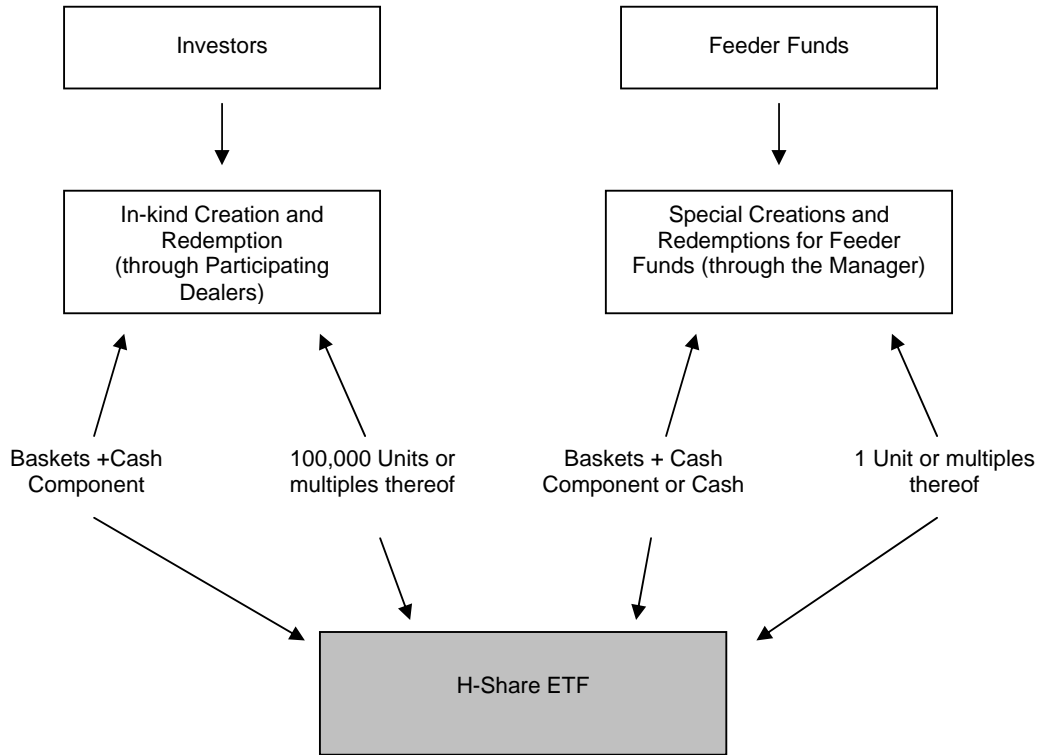 Investors
Feeder Funds
In-kind Creation and
Redemption
(through Participating
Dealers)
Special Creations and
Redemptions for Feeder
Funds (through the Manager)
Baskets +Cash
Component
100,000 Units or
multiples thereof
Baskets + Cash
Component or Cash
1 Unit or multiples
thereof
H-Share ETF